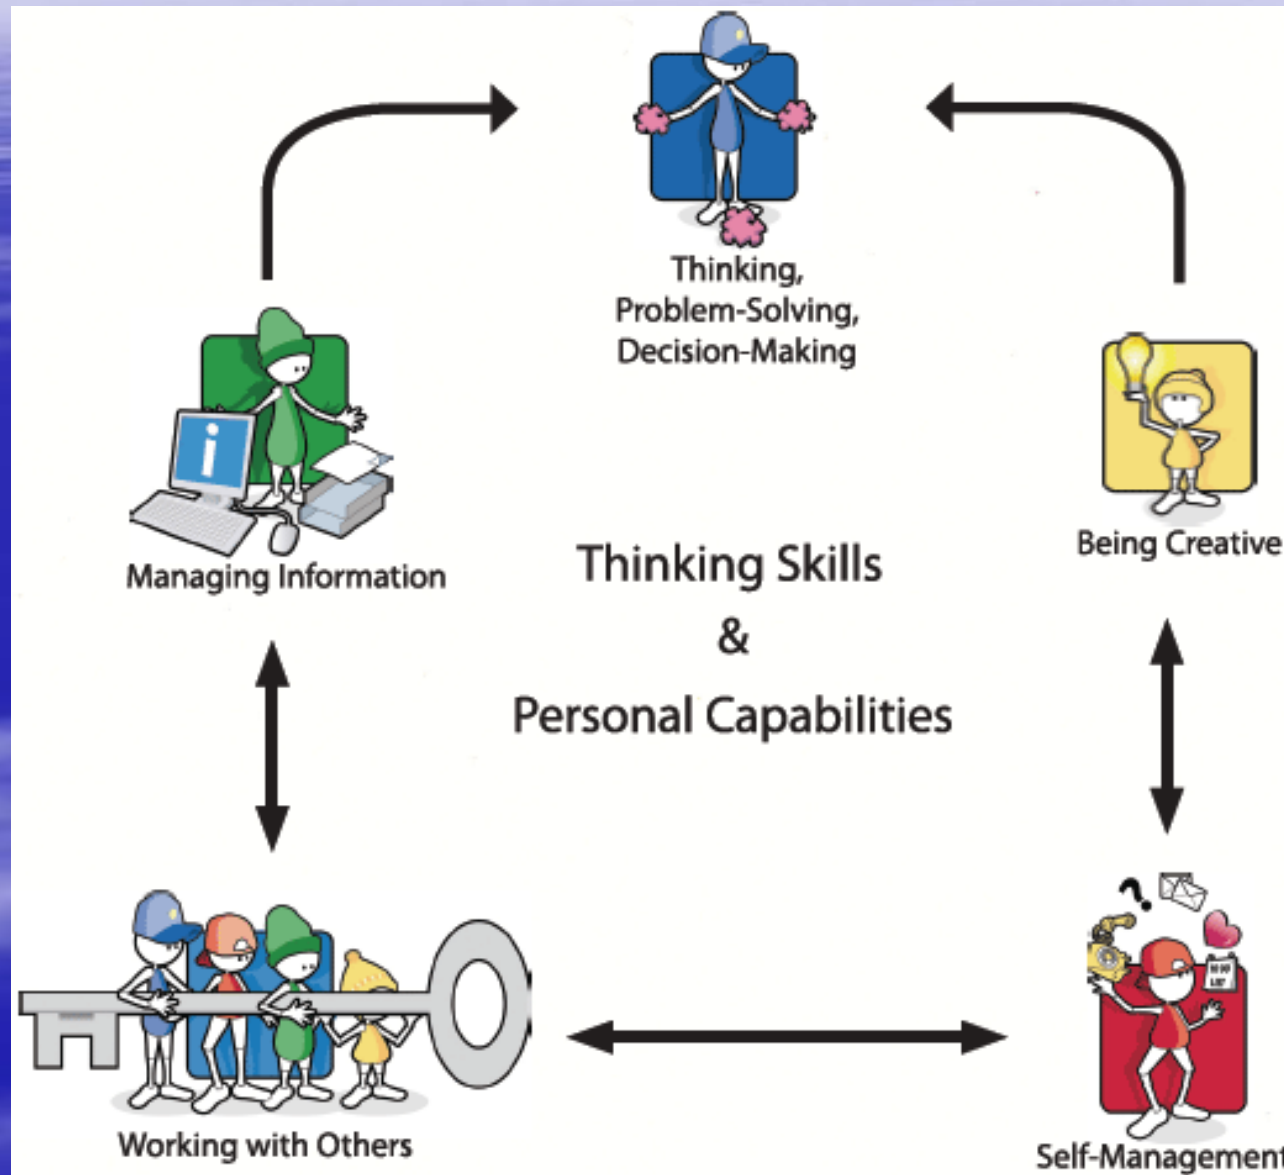 Thinking,
Problem-Solving,
Decision-Making
Managing Information
Being Creative
Thinking Skills
&
Personal Capabilities
Working with Others
Self-Management
i
?